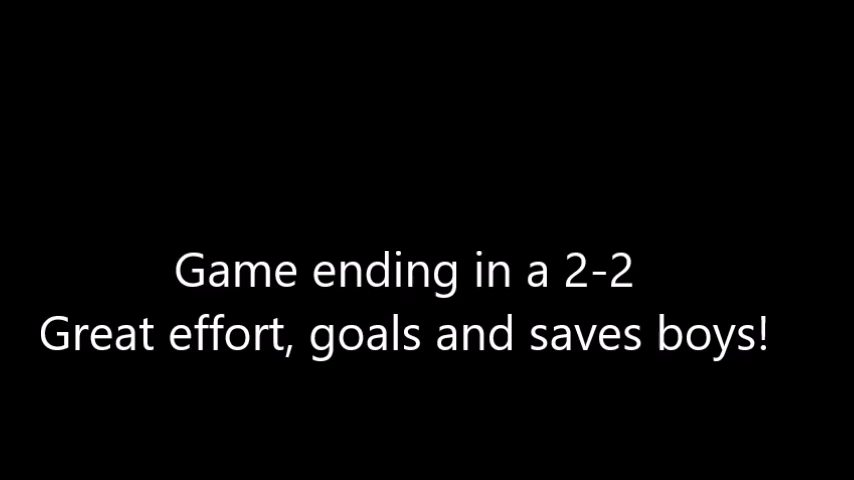 Game ending in a 2-2
Great effort, goals and saves boys!